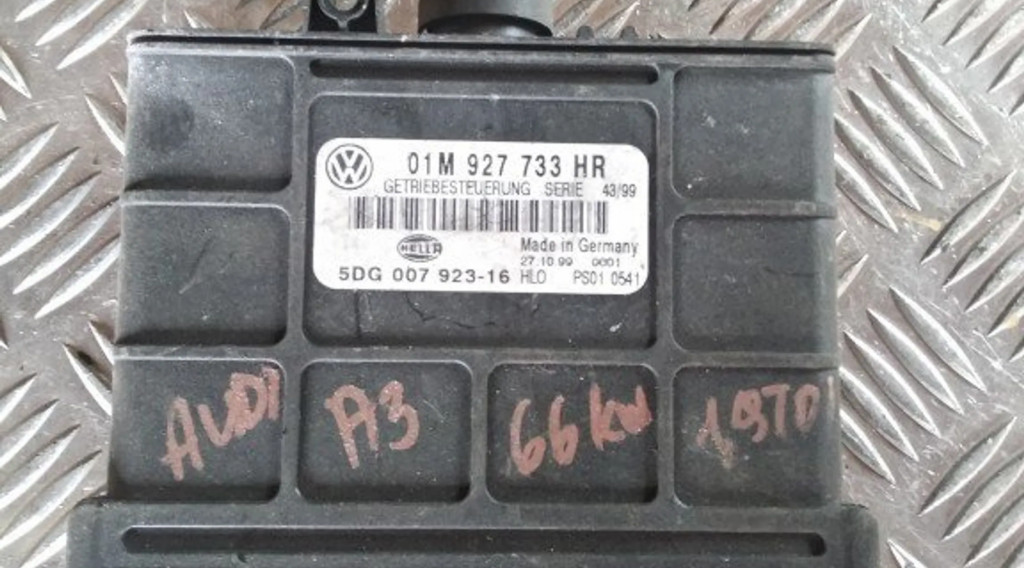 VW 01M 927 733 HR
GETRIEBESTEUERUNG SERIE 43/99
HELLA Made in Germany
27.10.99 0001
5DG 007 923-16 HLO PS01 0541
AUDI A3 66KW 1,9TDI